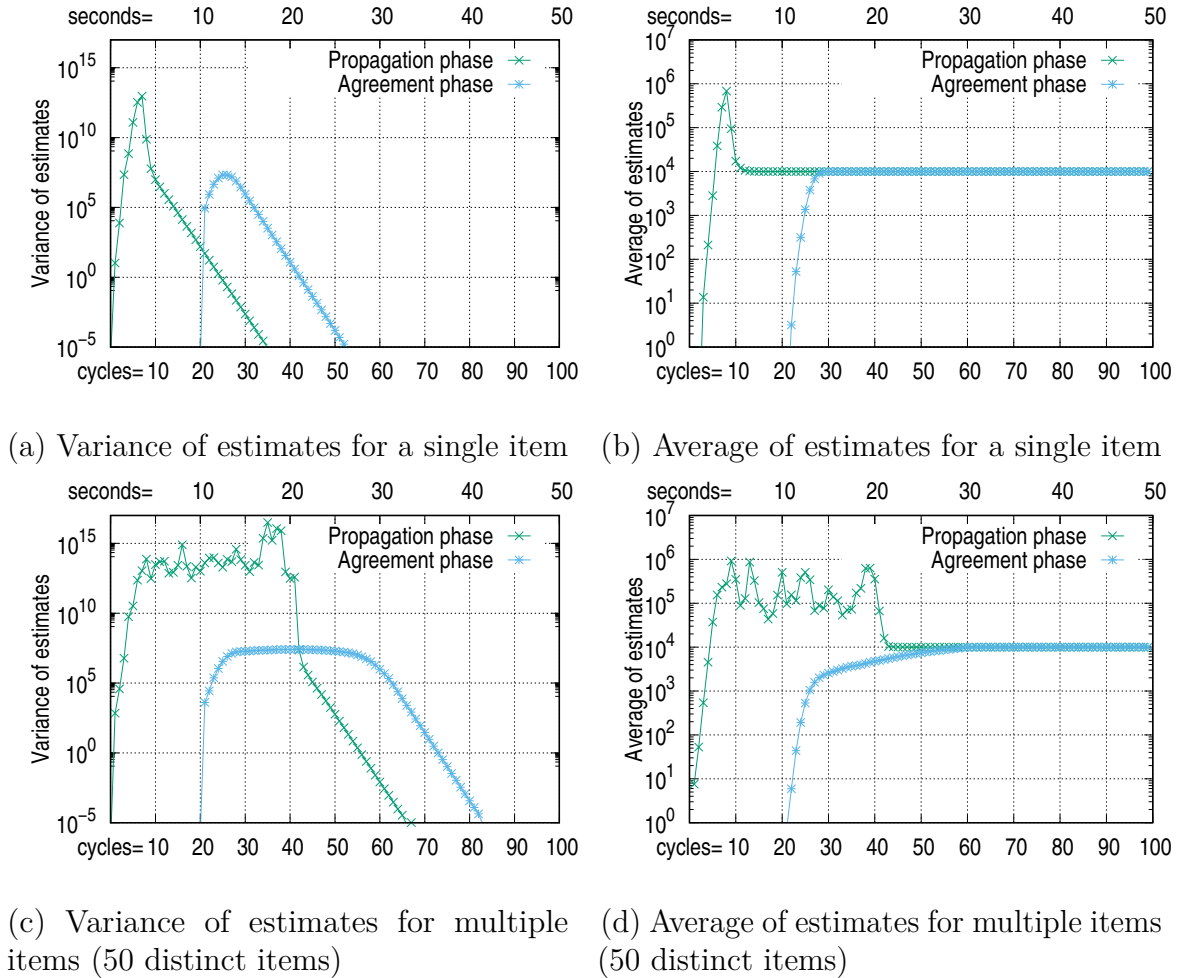 seconds= 10 20 30 40 50
10^15
10^10
10^5
10^0
10^-5
Variance of estimates
Propagation phase
Agreement phase
cycles= 10 20 30 40 50 60 70 80 90 100
(a) Variance of estimates for a single item
seconds= 10 20 30 40 50
10^7
10^6
10^5
10^4
10^3
10^2
10^1
10^0
Average of estimates
Propagation phase
Agreement phase
cycles= 10 20 30 40 50 60 70 80 90 100
(b) Average of estimates for a single item
seconds= 10 20 30 40 50
10^15
10^10
10^5
10^0
10^-5
Variance of estimates
Propagation phase
Agreement phase
cycles= 10 20 30 40 50 60 70 80 90 100
(c) Variance of estimates for multiple
items (50 distinct items)
seconds= 10 20 30 40 50
10^7
10^6
10^5
10^4
10^3
10^2
10^1
10^0
Average of estimates
Propagation phase
Agreement phase
cycles= 10 20 30 40 50 60 70 80 90 100
(d) Average of estimates for multiple items
(50 distinct items)